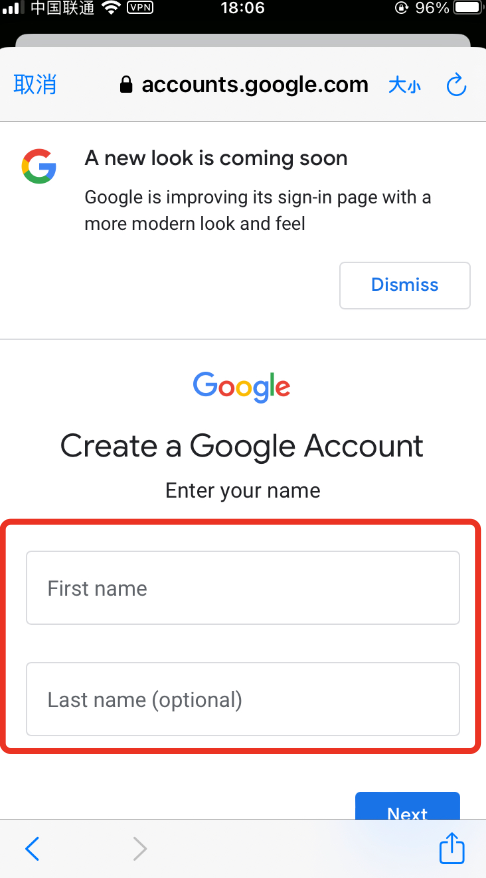 中国联通 VPN 18:06 96%
取消 accounts.google.com 大小
A new look is coming soon
Google is improving its sign-in page with a
more modern look and feel
Dismiss
Google
Create a Google Account
Enter your name
First name
Last name (optional)
Next